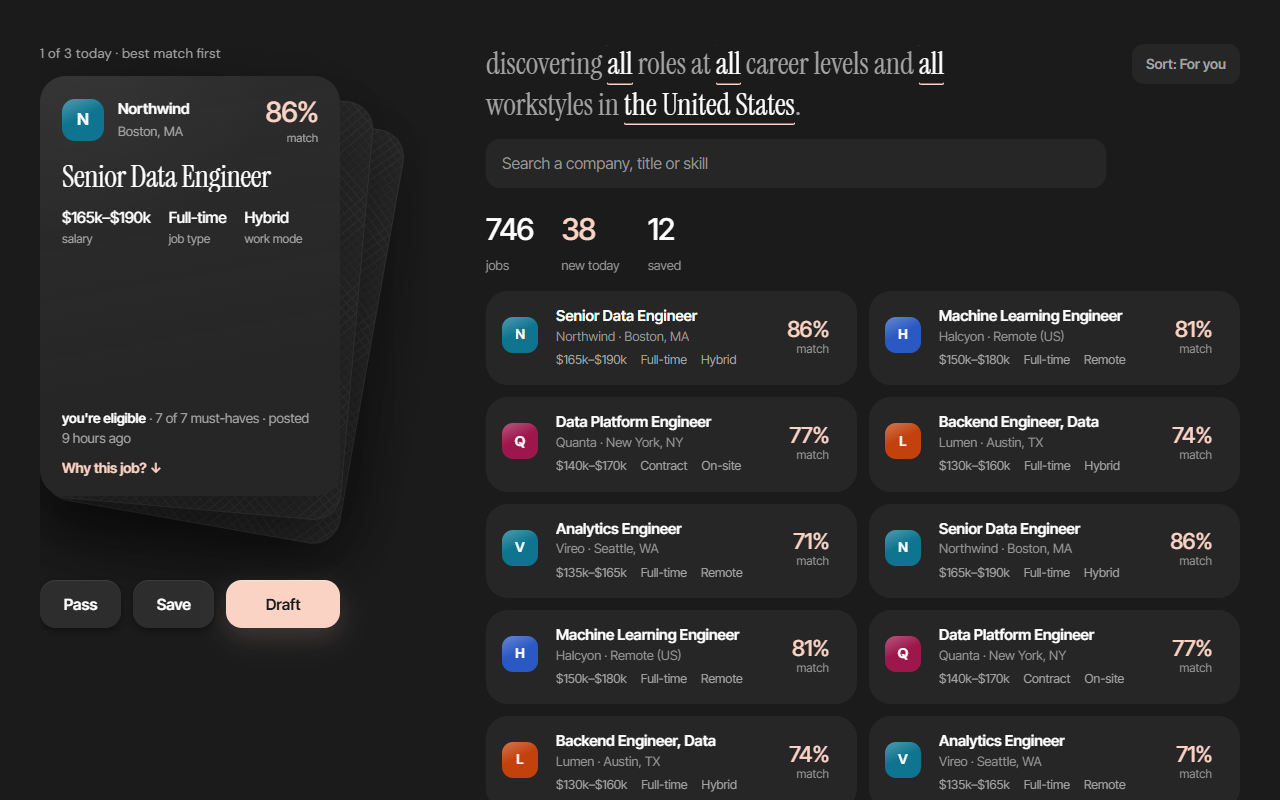 1 of 3 today · best match first
N
Northwind
Boston, MA
86%
match
Senior Data Engineer
$165k–$190k Full-time Hybrid
salary job type work mode
you're eligible · 7 of 7 must-haves · posted
9 hours ago
Why this job? ↓
Pass Save Draft
discovering all roles at all career levels and all
workstyles in the United States.
Sort: For you
Search a company, title or skill
746 38 12
jobs new today saved
N
Senior Data Engineer
Northwind · Boston, MA
$165k–$190k Full-time Hybrid
86%
match
H
Machine Learning Engineer
Halcyon · Remote (US)
$150k–$180k Full-time Remote
81%
match
Q
Data Platform Engineer
Quanta · New York, NY
$140k–$170k Contract On-site
77%
match
L
Backend Engineer, Data
Lumen · Austin, TX
$130k–$160k Full-time Hybrid
74%
match
V
Analytics Engineer
Vireo · Seattle, WA
$135k–$165k Full-time Remote
71%
match
N
Senior Data Engineer
Northwind · Boston, MA
$165k–$190k Full-time Hybrid
86%
match
H
Machine Learning Engineer
Halcyon · Remote (US)
$150k–$180k Full-time Remote
81%
match
Q
Data Platform Engineer
Quanta · New York, NY
$140k–$170k Contract On-site
77%
match
L
Backend Engineer, Data
Lumen · Austin, TX
$130k–$160k Full-time Hybrid
74%
match
V
Analytics Engineer
Vireo · Seattle, WA
$135k–$165k Full-time Remote
71%
match